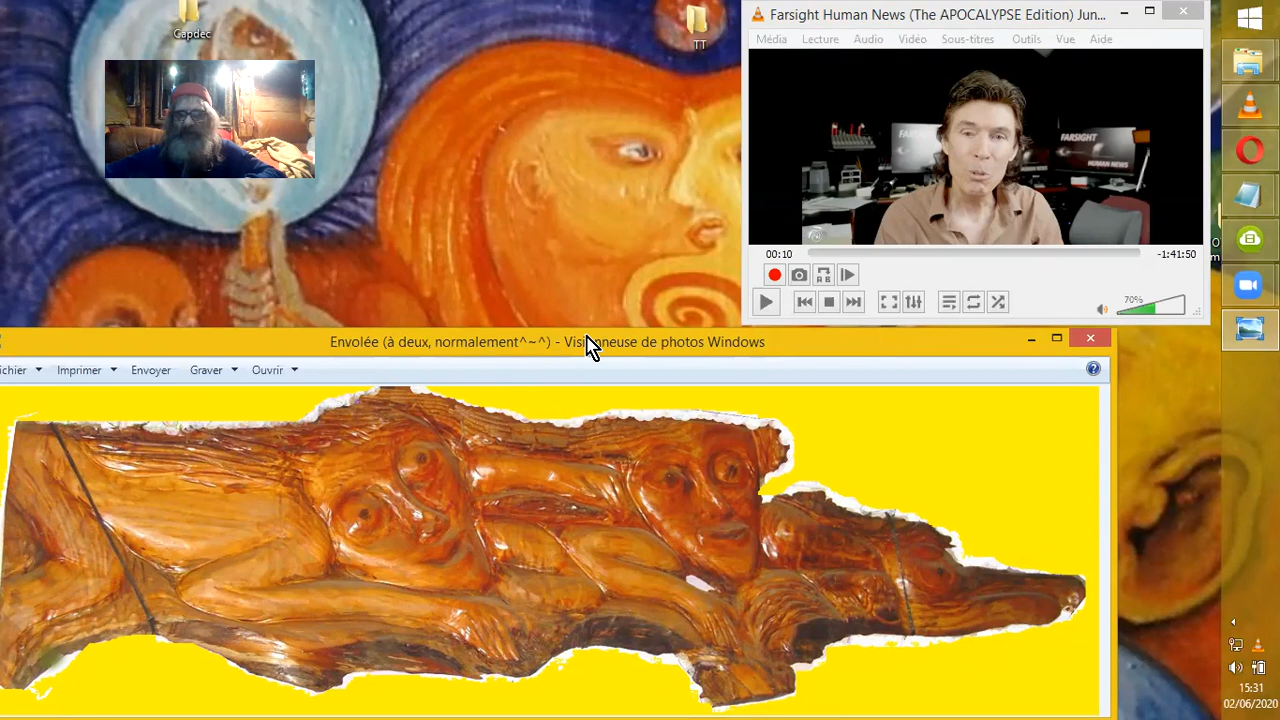 Capdec
TT
Farsight Human News (The APOCALYPSE Edition) Jun...
Média Lecture Audio Vidéo Sous-titres Outils Vue Aide
FARSIGHT
HUMAN NEWS
00:10
-1:41:50
70%
Envolée (à deux, normalement^~^) - Visionneuse de photos Windows
ichier Imprimer Envoyer Graver Ouvrir
15:31
02/06/2020